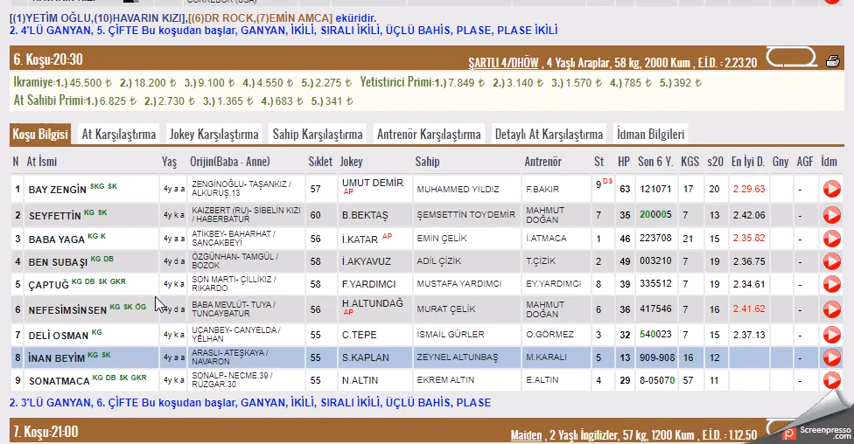 [(1)YETİM OĞLU,(10)HAVARIN KIZI],[(6)DR ROCK,(7)EMİN AMCA] eküridir.
2. 4'LÜ GANYAN, 5. ÇİFTE Bu koşudan başlar, GANYAN, İKİLİ, SIRALI İKİLİ, ÜÇLÜ BAHİS, PLASE, PLASE İKİLİ
6. Koşu:20:30 ŞARTLI 4/DHÖW , 4 Yaşlı Araplar, 58 kg, 2000 Kum , E.İ.D. : 2.23.20
İkramiye:1.) 45.500 ₺ 2.) 18.200 ₺ 3.) 9.100 ₺ 4.) 4.550 ₺ 5.) 2.275 ₺ Yetistirici Primi:1.) 7.849 ₺ 2.) 3.140 ₺ 3.) 1.570 ₺ 4.) 785 ₺ 5.) 392 ₺
At Sahibi Primi:1.) 6.825 ₺ 2.) 2.730 ₺ 3.) 1.365 ₺ 4.) 683 ₺ 5.) 341 ₺
Koşu Bilgisi At Karşılaştırma Jokey Karşılaştırma Sahip Karşılaştırma Antrenör Karşılaştırma Detaylı At Karşılaştırma İdman Bilgileri
N At İsmi Yaş Orijin(Baba - Anne) Sıklet Jokey Sahip Antrenör St HP Son 6 Y. KGS s20 En İyi D. Gny AGF İdm
1 BAY ZENGİN SKG SK 4y a a ZENGİNOĞLU- TAŞANKIZ / ALKURUŞ.13 57 UMUT DEMİR AP MUHAMMED YILDIZ F.BAKIR 9 DS 63 121071 17 20 2.29.63 -
2 SEYFETTİN KG SK 4y k a KAIZBERT (RU)- SİBELİN KIZI / HABERBATUR 60 B.BEKTAŞ ŞEMSETTİN TOYDEMİR MAHMUT DOĞAN 7 35 200005 7 13 2.42.06 -
3 BABA YAGA KG K 4y a a ATİKBEY- BAHARHAT / SANCAKBEYİ 56 İ.KATAR AP EMİN ÇELİK İ.ATMACA 1 46 223708 21 15 2.35.82 -
4 BEN SUBAŞI KG DB 4y d a ÖZGÜNHAN- TAMGÜL / BOZOK 58 İ.AKYAVUZ ADİL ÇİZİK T.ÇİZİK 2 49 003210 7 19 2.36.75 -
5 ÇAPTUĞ KG DB SK GKR 4y k a SON MARTI- ÇİLLİKIZ / RİKARDO 58 F.YARDIMCI MUSTAFA YARDIMCI EY.YARDIMCI 8 39 335512 7 19 2.34.61 -
6 NEFESİMSİNSEN KG SK ÖG 4y d a BABA MEVLÜT- TUYA / TUNCAYBATUR 56 H.ALTUNDAĞ AP MURAT ÇELİK MAHMUT DOĞAN 6 36 417546 7 16 2.41.62 -
7 DELİ OSMAN KG 4y k a UÇANBEY- CANYELDA / YELHAN 55 C.TEPE İSMAİL GÜRLER O.GÖRMEZ 3 32 540023 7 15 2.37.13 -
8 İNAN BEYİM KG SK 4y a a ARASLI- ATEŞKAYA / NAVARON 55 S.KAPLAN ZEYNEL ALTUNBAŞ M.KARALI 5 13 909-908 16 12 -
9 SONATMACA KG DB SK GKR 4y k a SONALP- NECME.39 / RÜZGAR.30 55 N.ALTIN EKREM ALTIN E.ALTIN 4 29 8-05070 57 11 -
2. 3'LÜ GANYAN, 6. ÇİFTE Bu koşudan başlar, GANYAN, İKİLİ, SIRALI İKİLİ, ÜÇLÜ BAHİS, PLASE
7. Koşu:21:00 Maiden , 2 Yaşlı İngilizler, 57 kg, 1200 Kum , E.İ.D. : 1.12.50
Screenpresso.com